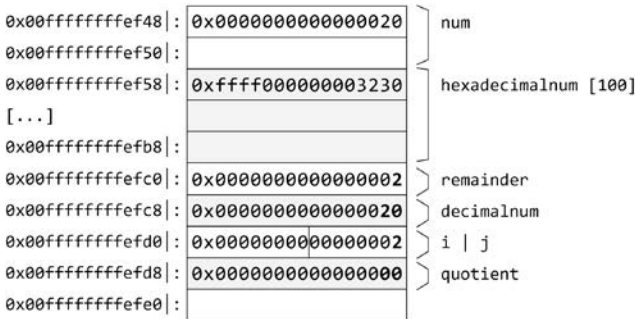 0x00ffffffffef48|: 0x0000000000000020 num
0x00ffffffffef50|:
0x00ffffffffef58|: 0xffff000000003230 hexadecimalnum [100]
[...]
0x00ffffffffefb8|:
0x00ffffffffefc0|: 0x0000000000000002 remainder
0x00ffffffffefc8|: 0x0000000000000020 decimalnum
0x00ffffffffefd0|: 0x0000000000000002 i | j
0x00ffffffffefd8|: 0x0000000000000000 quotient
0x00ffffffffefe0|: